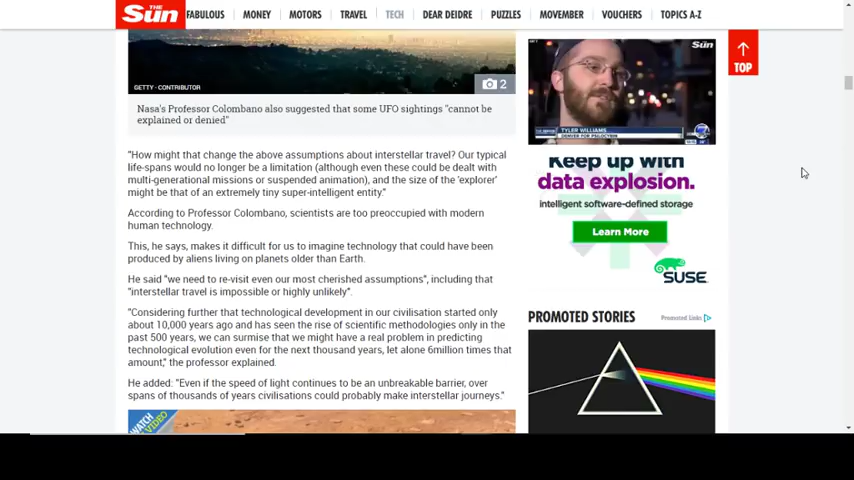 THE Sun FABULOUS MONEY MOTORS TRAVEL TECH DEAR DEIDRE PUZZLES MOVEMBER VOUCHERS TOPICS A-Z
GETTY - CONTRIBUTOR
2
Nasa's Professor Colombano also suggested that some UFO sightings "cannot be
explained or denied"
"How might that change the above assumptions about interstellar travel? Our typical
life-spans would no longer be a limitation (although even these could be dealt with
multi-generational missions or suspended animation), and the size of the 'explorer'
might be that of an extremely tiny super-intelligent entity."
According to Professor Colombano, scientists are too preoccupied with modern
human technology.
This, he says, makes it difficult for us to imagine technology that could have been
produced by aliens living on planets older than Earth.
He said "we need to re-visit even our most cherished assumptions", including that
"interstellar travel is impossible or highly unlikely".
"Considering further that technological development in our civilisation started only
about 10,000 years ago and has seen the rise of scientific methodologies only in the
past 500 years, we can surmise that we might have a real problem in predicting
technological evolution even for the next thousand years, let alone 6million times that
amount," the professor explained.
He added: "Even if the speed of light continues to be an unbreakable barrier, over
spans of thousands of years civilisations could probably make interstellar journeys."
WATCH
VIDEO
Sun
TYLER WILLIAMS
DENVER FOR PSILOCYBIN
7
Keep up with
data explosion.
intelligent software-defined storage
Learn More
SUSE
PROMOTED STORIES
Promoted Links
TOP